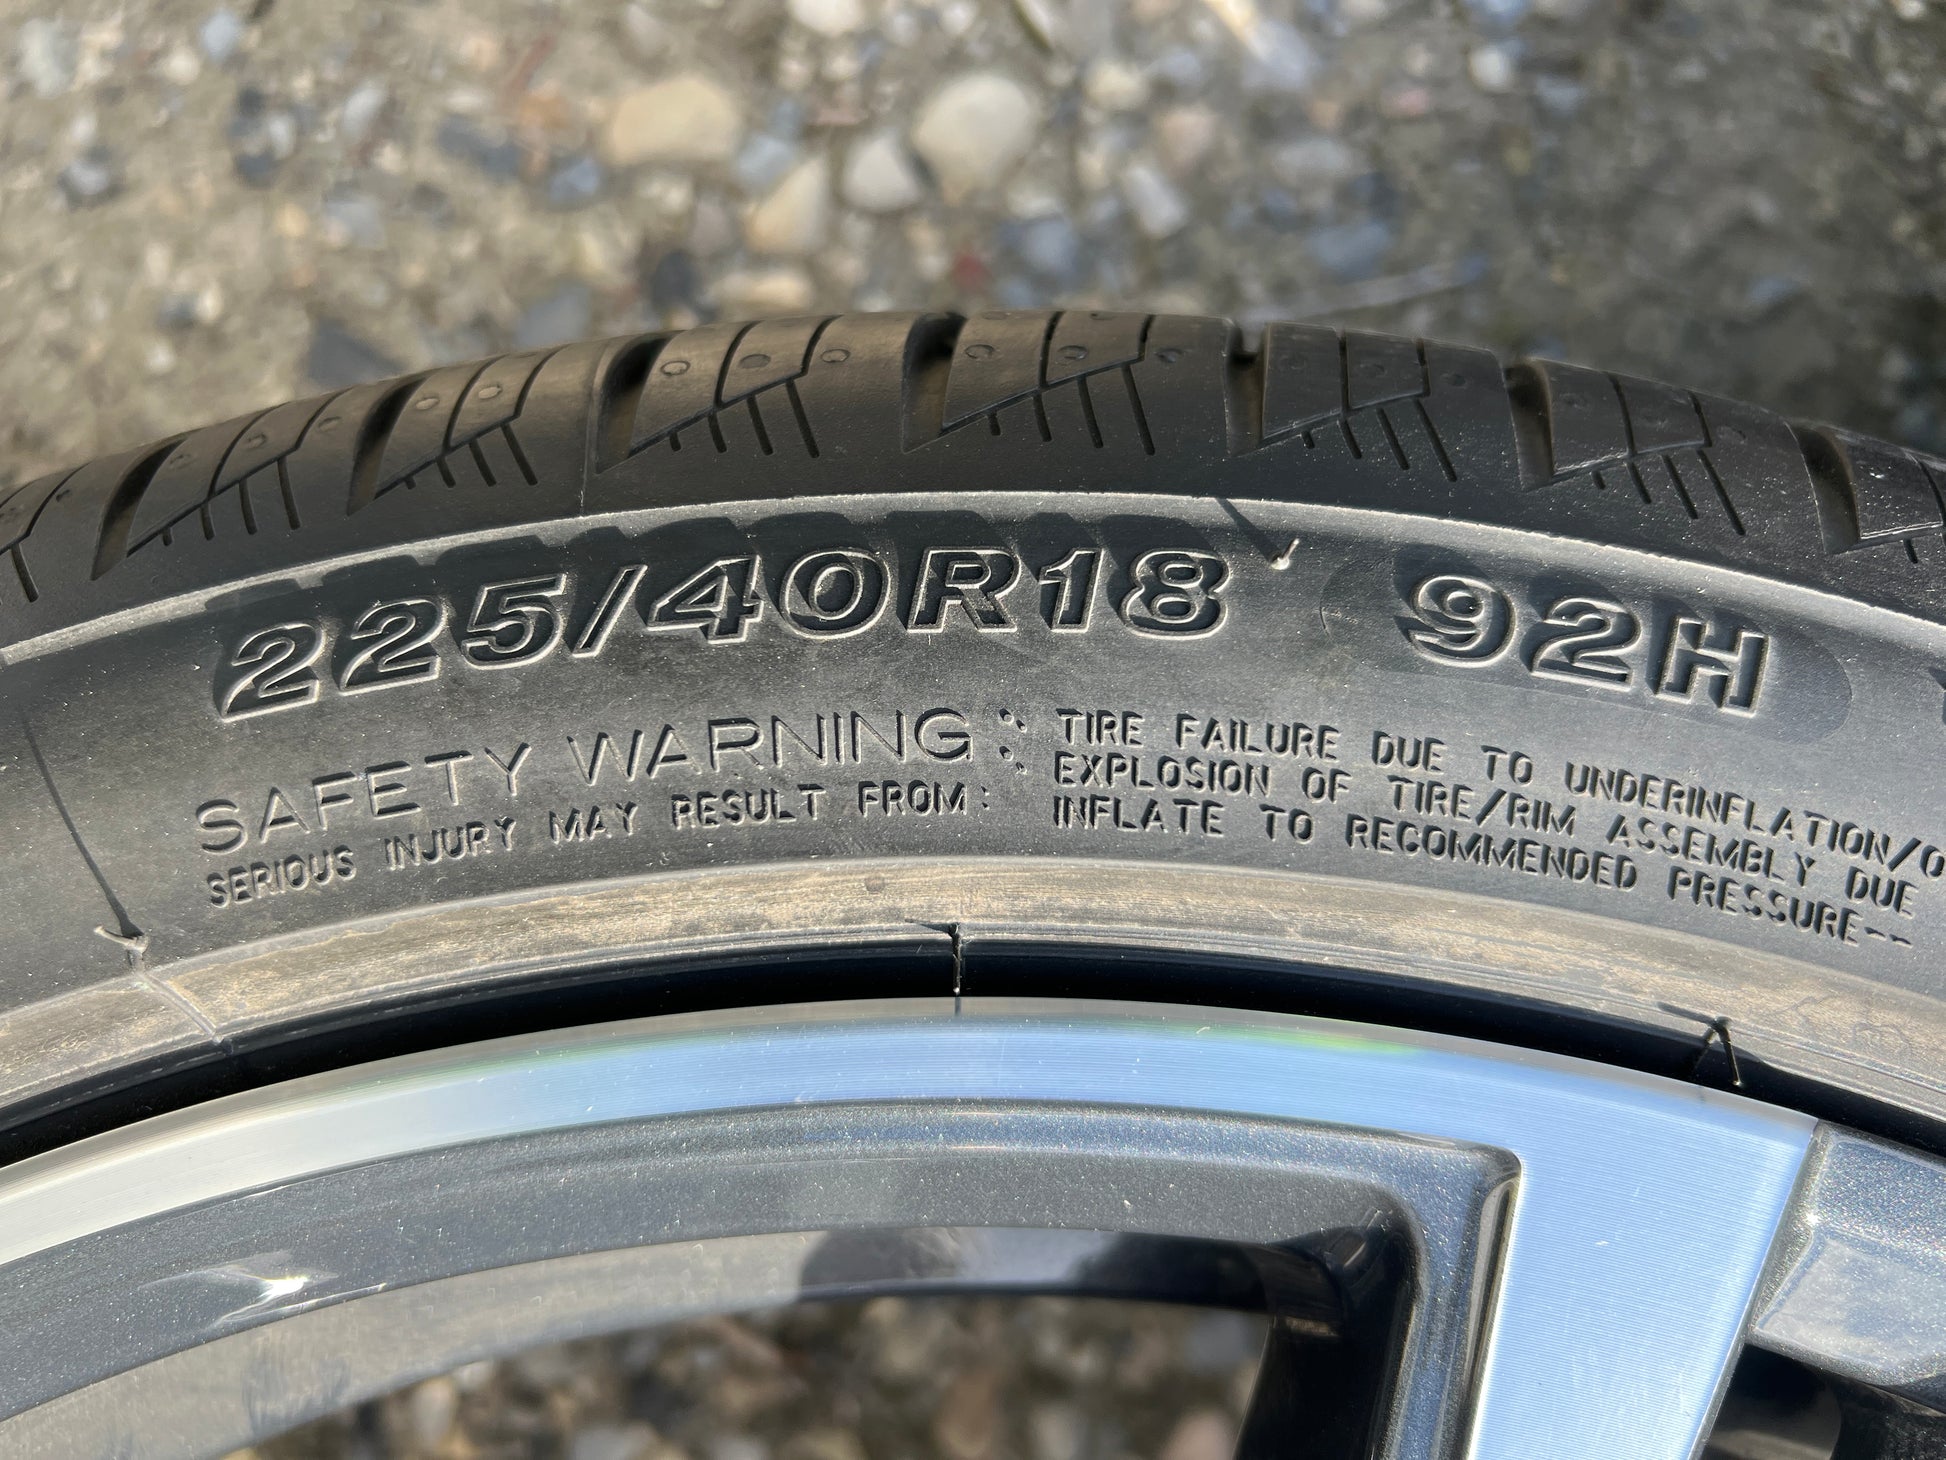 225/40R18 92H
SAFETY WARNING:
SERIOUS INJURY MAY RESULT FROM:
TIRE FAILURE DUE TO UNDERINFLATION/O
EXPLOSION OF TIRE/RIM ASSEMBLY DUE
INFLATE TO RECOMMENDED PRESSURE--